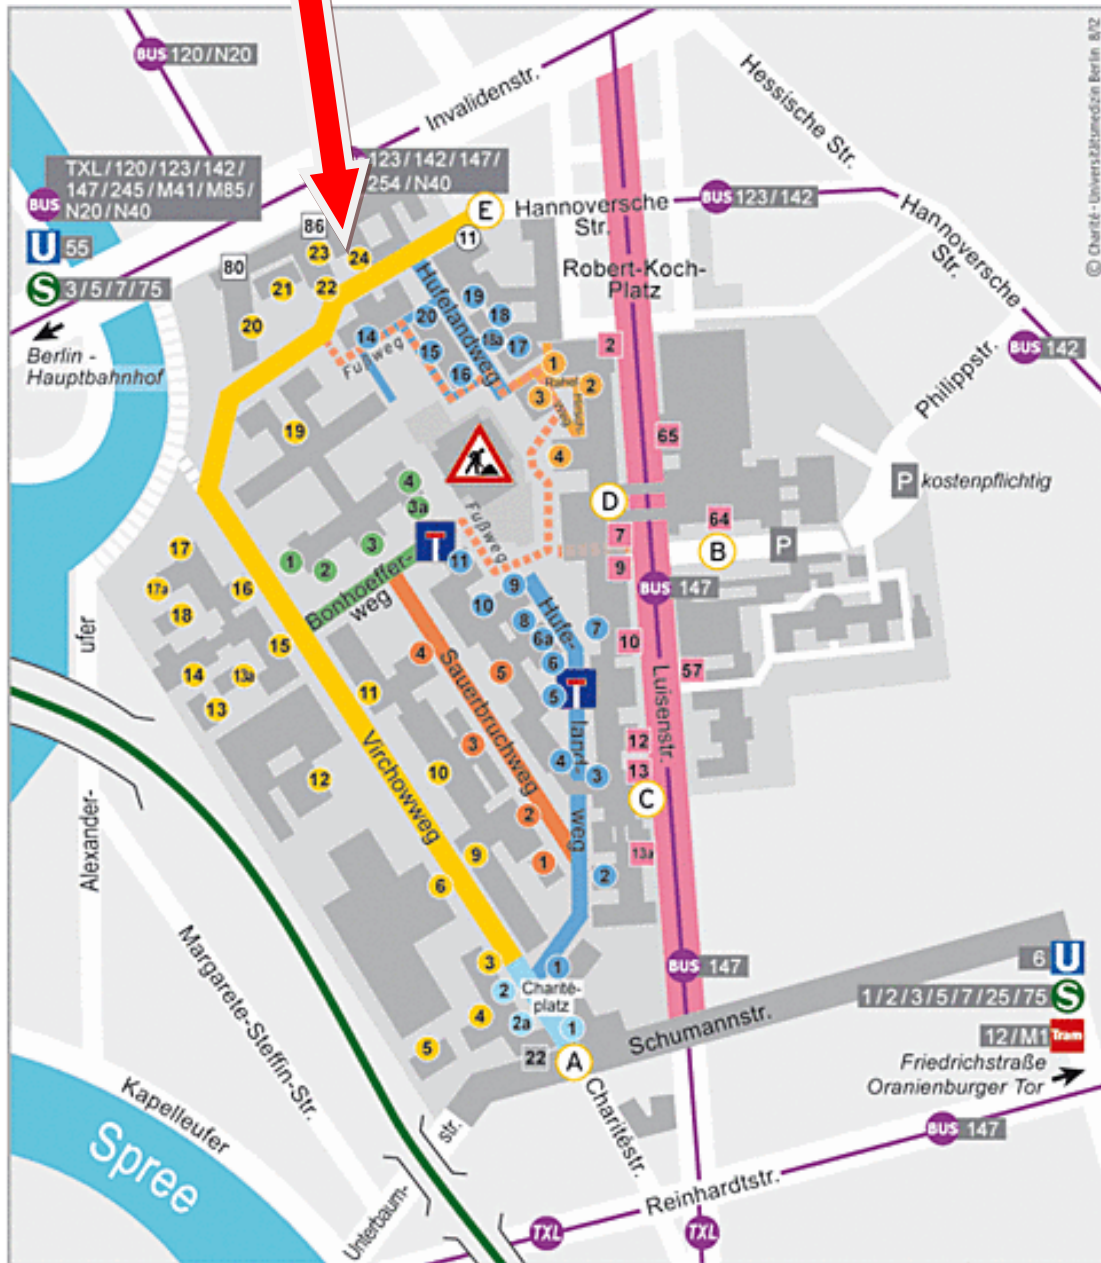 © Charité - Universitätsmedizin Berlin 8/12
BUS 120/N20
Invalidenstr.
Hessische Str.
TXL/120/123/142/
147/245/M41/M85/
BUS N20/N40
U 55
S 3/5/7/75
Berlin -
Hauptbahnhof
123/142/147/
254/N40
E
11
Hannoversche
Str.
BUS 123/142
Hannoversche
Str.
Robert-Koch-
Platz
Philippstr.
BUS 142
86
80
23
24
22
21
20
19
Hufelandweg
14
20
19
18
18a
17
15
16
Fußweg
1
2
3
4
Rahel
Hirsch-
Weg
2
65
D
7
9
64
B
P
P kostenpflichtig
4
3a
3
1
2
Fußweg
11
Bonhoeffer-
weg
17
17a
18
16
15
14
13a
13
12
11
10
9
6
3
4
5
Virchowweg
4
5
3
2
1
Sauerbruchweg
9
10
8
6a
7
6
5
4
3
2
1
Hufe-
land-
weg
BUS 147
10
57
12
13
C
13a
Luisenstr.
ufer
Alexander-
Margarete-Steffin-Str.
Kapelleufer
Spree
Unterbaum-
str.
2
Charité-
platz
2a
1
22
A
Charitéstr.
Schumannstr.
BUS 147
6 U
1/2/3/5/7/25/75 S
12/M1 Tram
Friedrichstraße
Oranienburger Tor
BUS 147
Reinhardtstr.
TXL
TXL